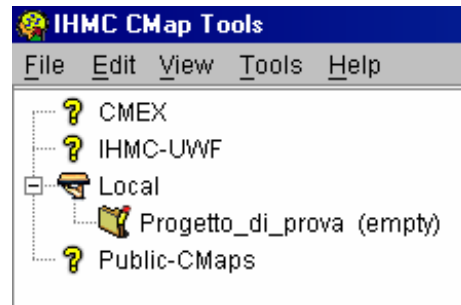 IHMC CMap Tools
File Edit View Tools Help
CMEX
IHMC-UWF
Local
Progetto_di_prova (empty)
Public-CMaps